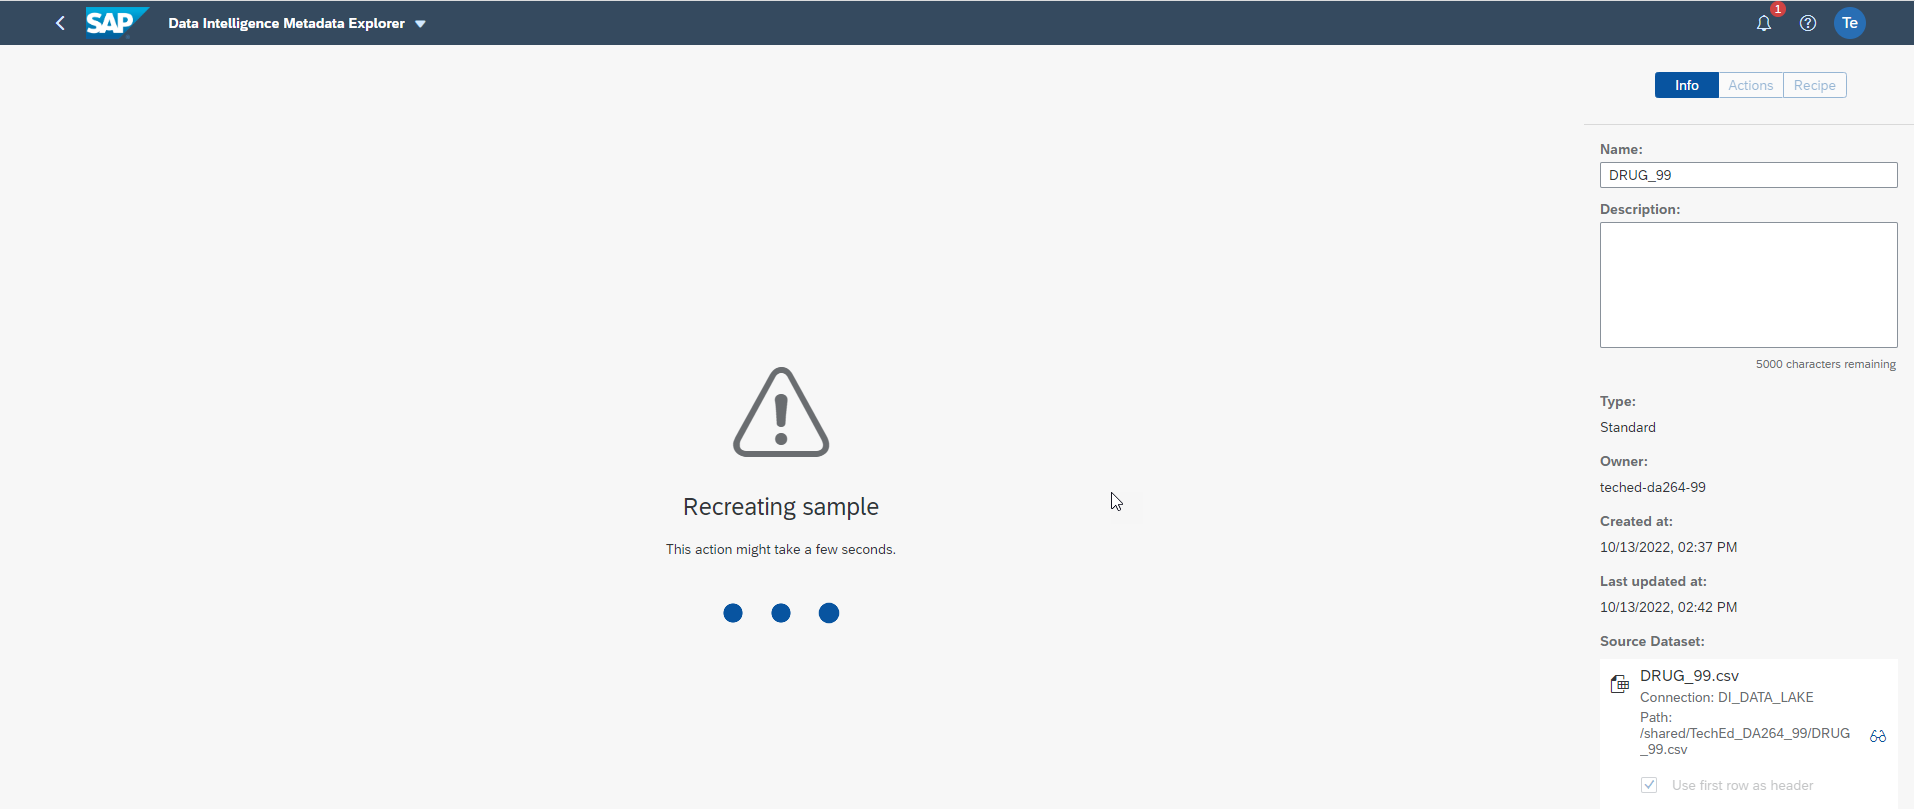 SAP
Data Intelligence Metadata Explorer
1
Te
Info
Actions
Recipe
Name:
DRUG_99
Description:
5000 characters remaining
Type:
Standard
Owner:
teched-da264-99
Created at:
10/13/2022, 02:37 PM
Last updated at:
10/13/2022, 02:42 PM
Source Dataset:
DRUG_99.csv
Connection: DI_DATA_LAKE
Path:
/shared/TechEd_DA264_99/DRUG
_99.csv
Use first row as header
Recreating sample
This action might take a few seconds.